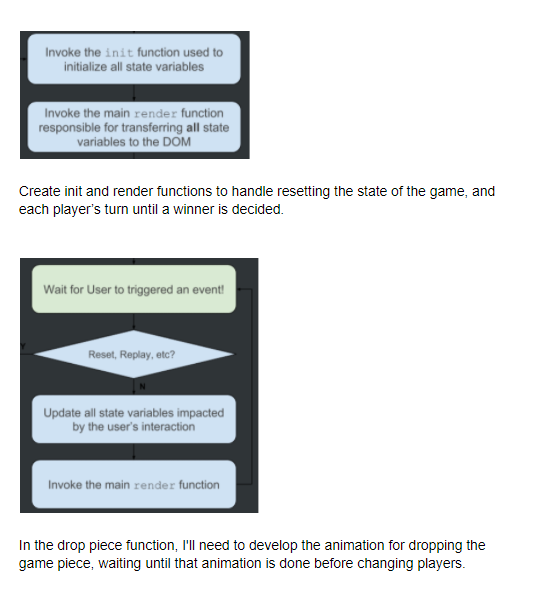 Invoke the init function used to
initialize all state variables
Invoke the main render function
responsible for transferring all state
variables to the DOM
Create init and render functions to handle resetting the state of the game, and
each player's turn until a winner is decided.
Wait for User to triggered an event!
Y
Reset, Replay, etc?
N
Update all state variables impacted
by the user's interaction
Invoke the main render function
In the drop piece function, I'll need to develop the animation for dropping the
game piece, waiting until that animation is done before changing players.